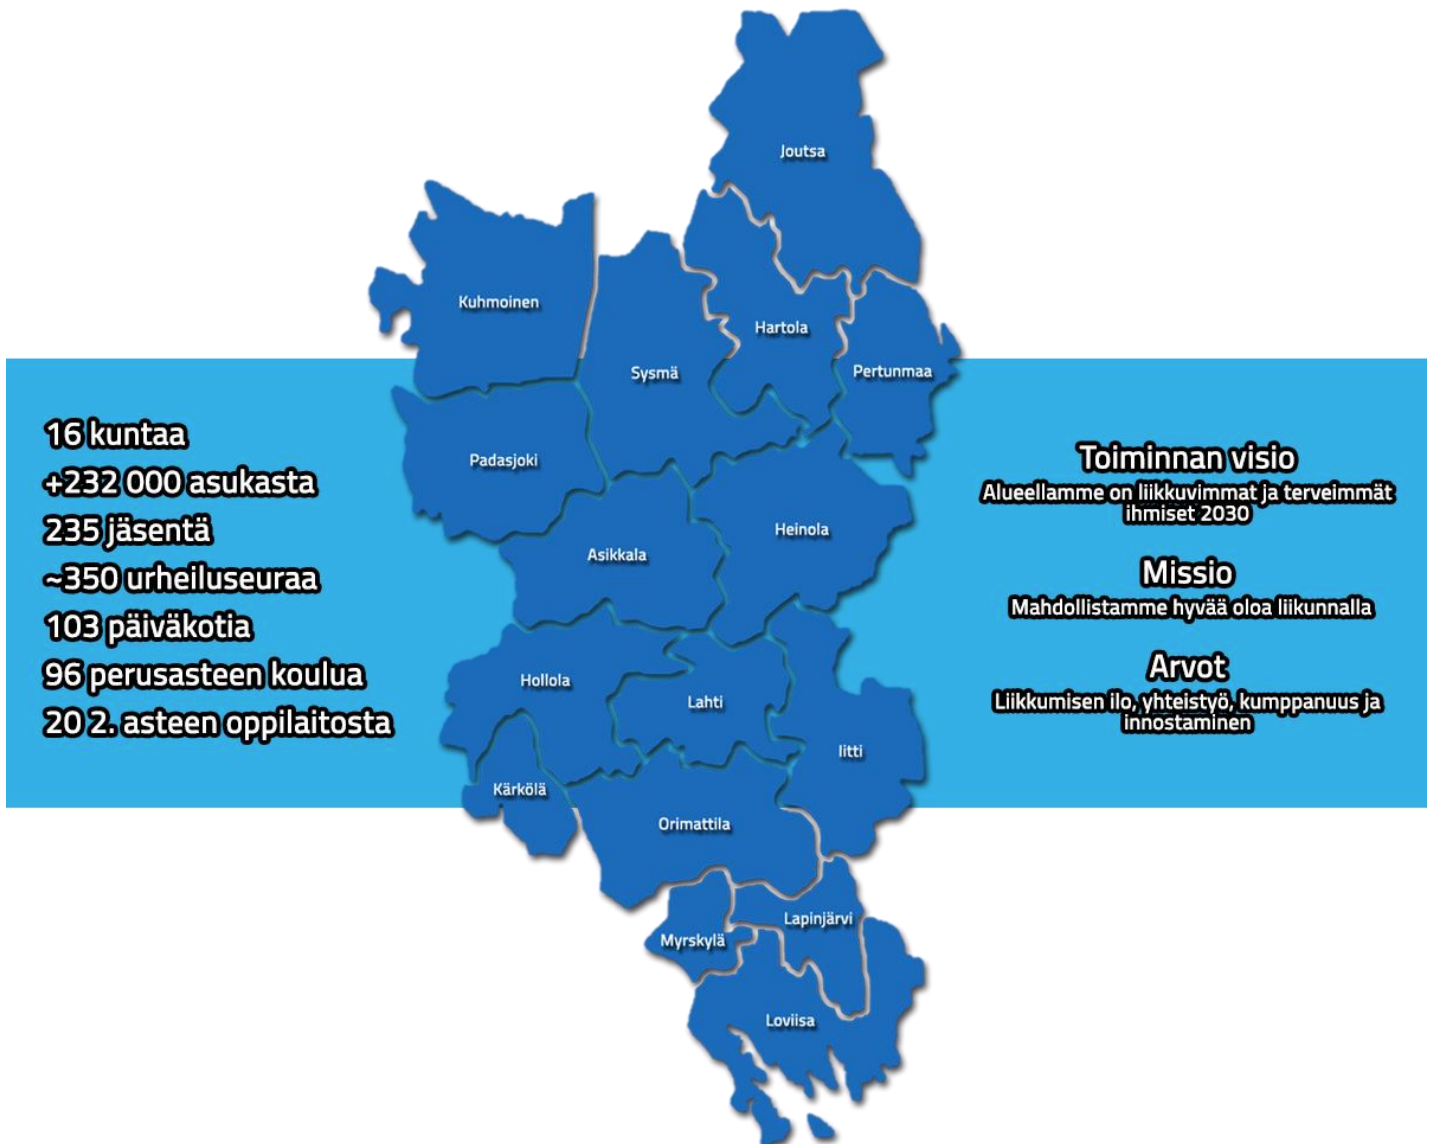 Joutsa
Kuhmoinen
Hartola
Sysmä
Pertunmaa
Padasjoki
Heinola
Asikkala
Hollola
Lahti
Iitti
Kärkölä
Orimattila
Lapinjärvi
Myrskylä
Loviisa
16 kuntaa
+232 000 asukasta
235 jäsentä
~350 urheiluseuraa
103 päiväkotia
96 perusasteen koulua
20 2. asteen oppilaitosta
Toiminnan visio
Alueellamme on liikkuvimmat ja terveimmät
ihmiset 2030
Missio
Mahdollistamme hyvää oloa liikunnalla
Arvot
Liikkumisen ilo, yhteistyö, kumppanuus ja
innostaminen